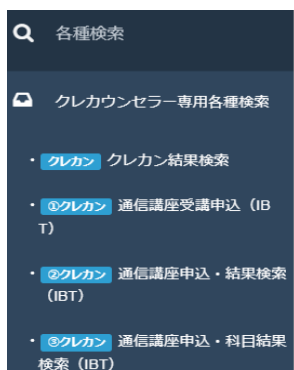 各種検索
クレカウンセラー専用各種検索
・クレカン クレカン結果検索
・①クレカン 通信講座受講申込（IB
T）
・②クレカン 通信講座申込・結果検索
（IBT）
・③クレカン 通信講座申込・科目結果
検索（IBT）